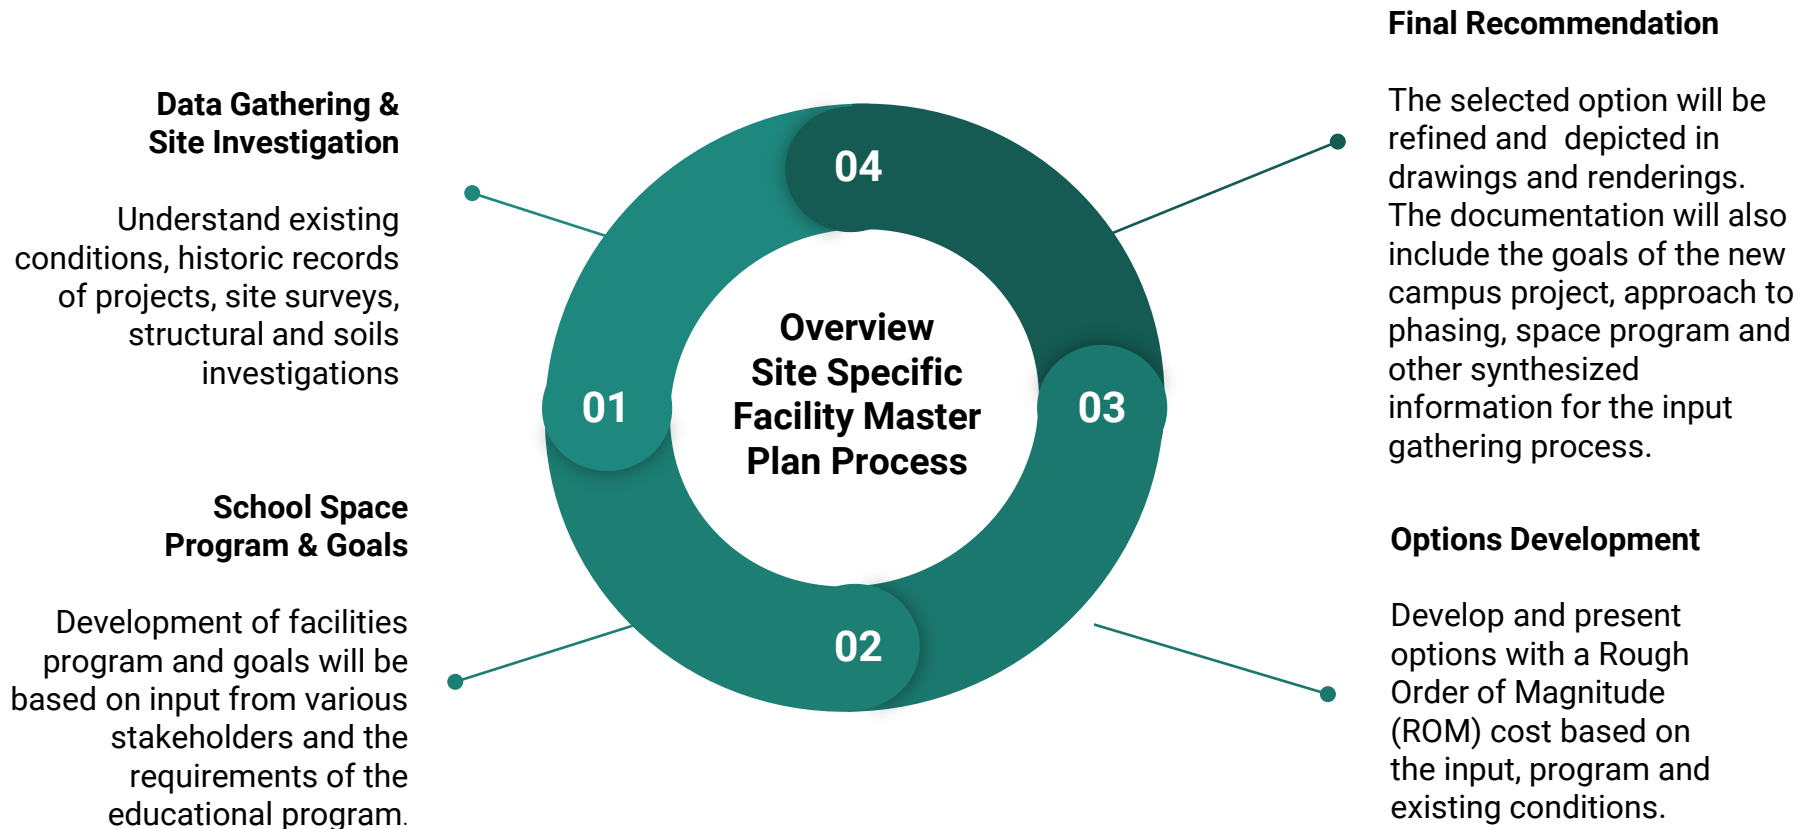 Data Gathering &
Site Investigation
Understand existing
conditions, historic records
of projects, site surveys,
structural and soils
investigations
School Space
Program & Goals
Development of facilities
program and goals will be
based on input from various
stakeholders and the
requirements of the
educational program.
04
01
03
02
Overview
Site Specific
Facility Master
Plan Process
Final Recommendation
The selected option will be
refined and  depicted in
drawings and renderings.
The documentation will also
include the goals of the new
campus project, approach to
phasing, space program and
other synthesized
information for the input
gathering process.
Options Development
Develop and present
options with a Rough
Order of Magnitude
(ROM) cost based on
the input, program and
existing conditions.